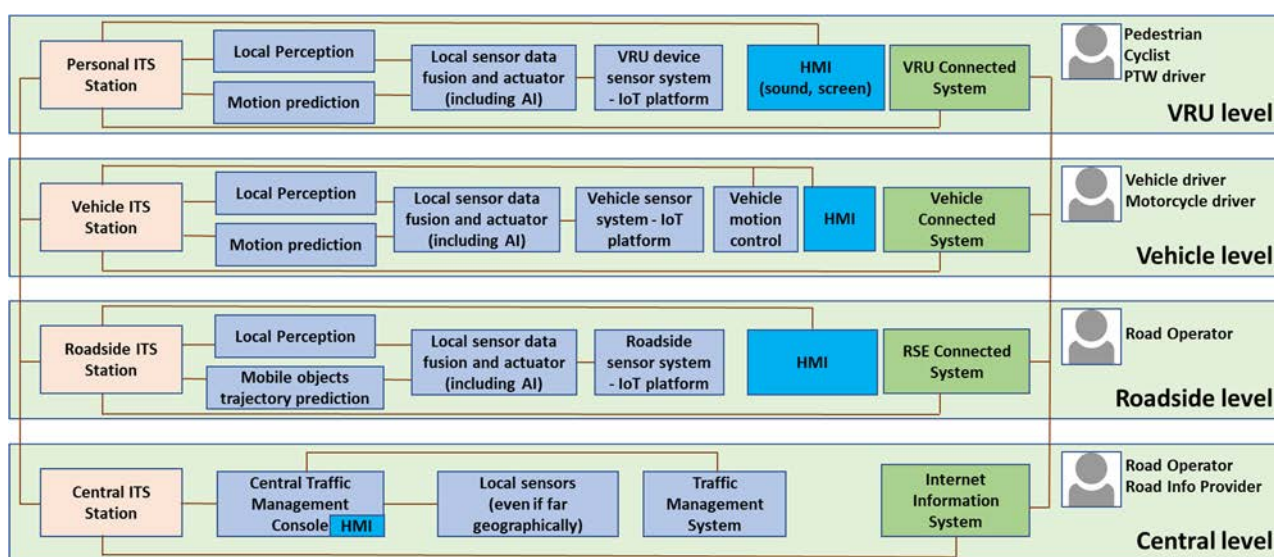 Personal ITS
Station
Local Perception
Motion prediction
Local sensor data
fusion and actuator
(including AI)
VRU device
sensor system
- IoT platform
HMI
(sound, screen)
VRU Connected
System
Pedestrian
Cyclist
PTW driver
VRU level
Vehicle ITS
Station
Local Perception
Motion prediction
Local sensor data
fusion and actuator
(including AI)
Vehicle sensor
system - IoT
platform
Vehicle
motion
control
HMI
Vehicle
Connected
System
Vehicle driver
Motorcycle driver
Vehicle level
Roadside ITS
Station
Local Perception
Mobile objects
trajectory prediction
Local sensor data
fusion and actuator
(including AI)
Roadside
sensor system
- IoT platform
HMI
RSE Connected
System
Road Operator
Roadside level
Central ITS
Station
Central Traffic
Management
Console
HMI
Local sensors
(even if far
geographically)
Traffic
Management
System
Internet
Information
System
Road Operator
Road Info Provider
Central level